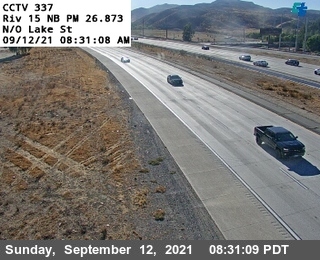 CCTV 337
Riv 15 NB PM 26.873
N/O Lake St
09/12/21 08:31:08 AM
Sunday, September 12, 2021 08:31:09 PDT